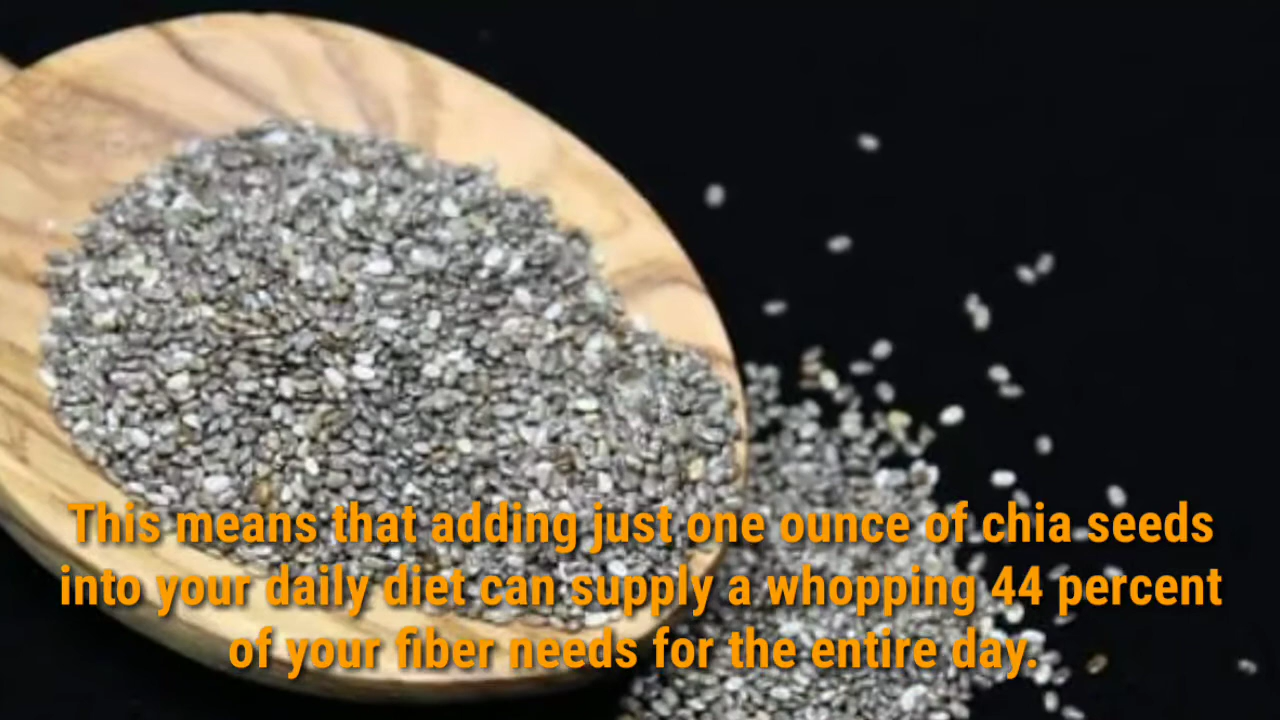 This means that adding just one ounce of chia seeds
into your daily diet can supply a whopping 44 percent
of your fiber needs for the entire day.